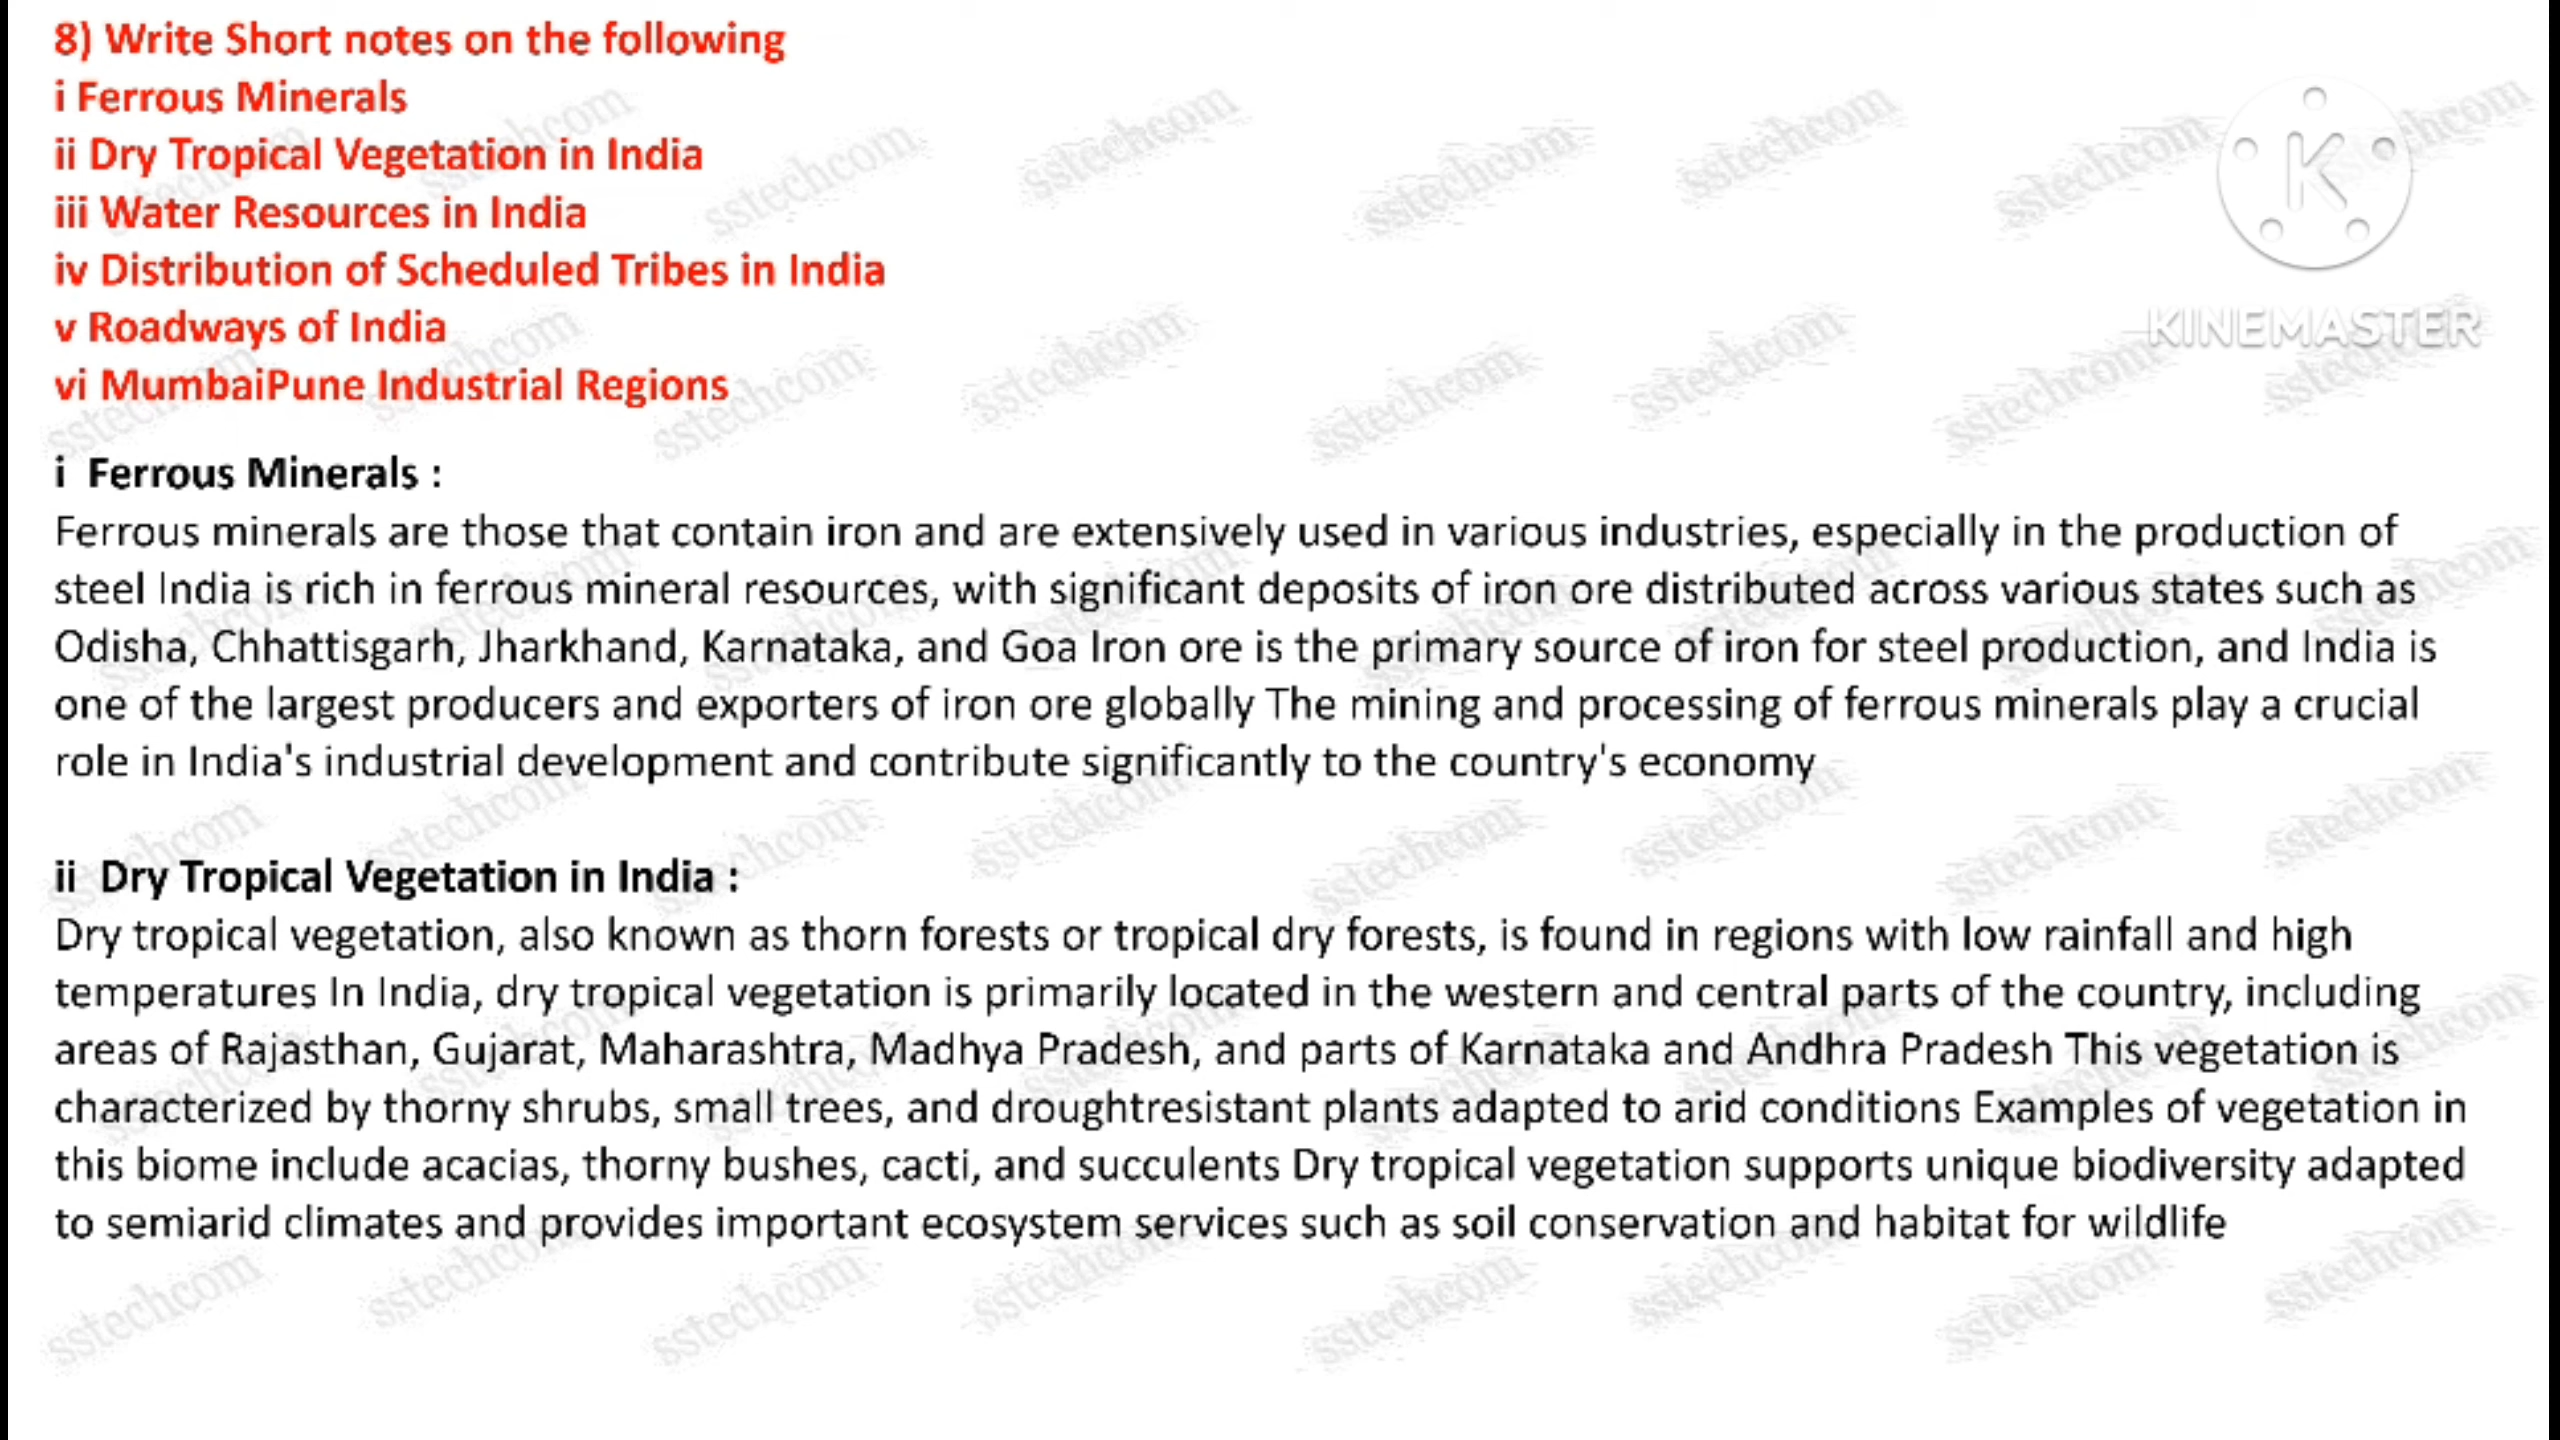 8) Write Short notes on the following
i Ferrous Minerals
ii Dry Tropical Vegetation in India
iii Water Resources in India
iv Distribution of Scheduled Tribes in India
v Roadways of India
vi MumbaiPune Industrial Regions
KINEMASTER
i Ferrous Minerals :
Ferrous minerals are those that contain iron and are extensively used in various industries, especially in the production of
steel India is rich in ferrous mineral resources, with significant deposits of iron ore distributed across various states such as
Odisha, Chhattisgarh, Jharkhand, Karnataka, and Goa Iron ore is the primary source of iron for steel production, and India is
one of the largest producers and exporters of iron ore globally The mining and processing of ferrous minerals play a crucial
role in India's industrial development and contribute significantly to the country's economy
ii Dry Tropical Vegetation in India :
Dry tropical vegetation, also known as thorn forests or tropical dry forests, is found in regions with low rainfall and high
temperatures In India, dry tropical vegetation is primarily located in the western and central parts of the country, including
areas of Rajasthan, Gujarat, Maharashtra, Madhya Pradesh, and parts of Karnataka and Andhra Pradesh This vegetation is
characterized by thorny shrubs, small trees, and droughtresistant plants adapted to arid conditions Examples of vegetation in
this biome include acacias, thorny bushes, cacti, and succulents Dry tropical vegetation supports unique biodiversity adapted
to semiarid climates and provides important ecosystem services such as soil conservation and habitat for wildlife
sstechcom